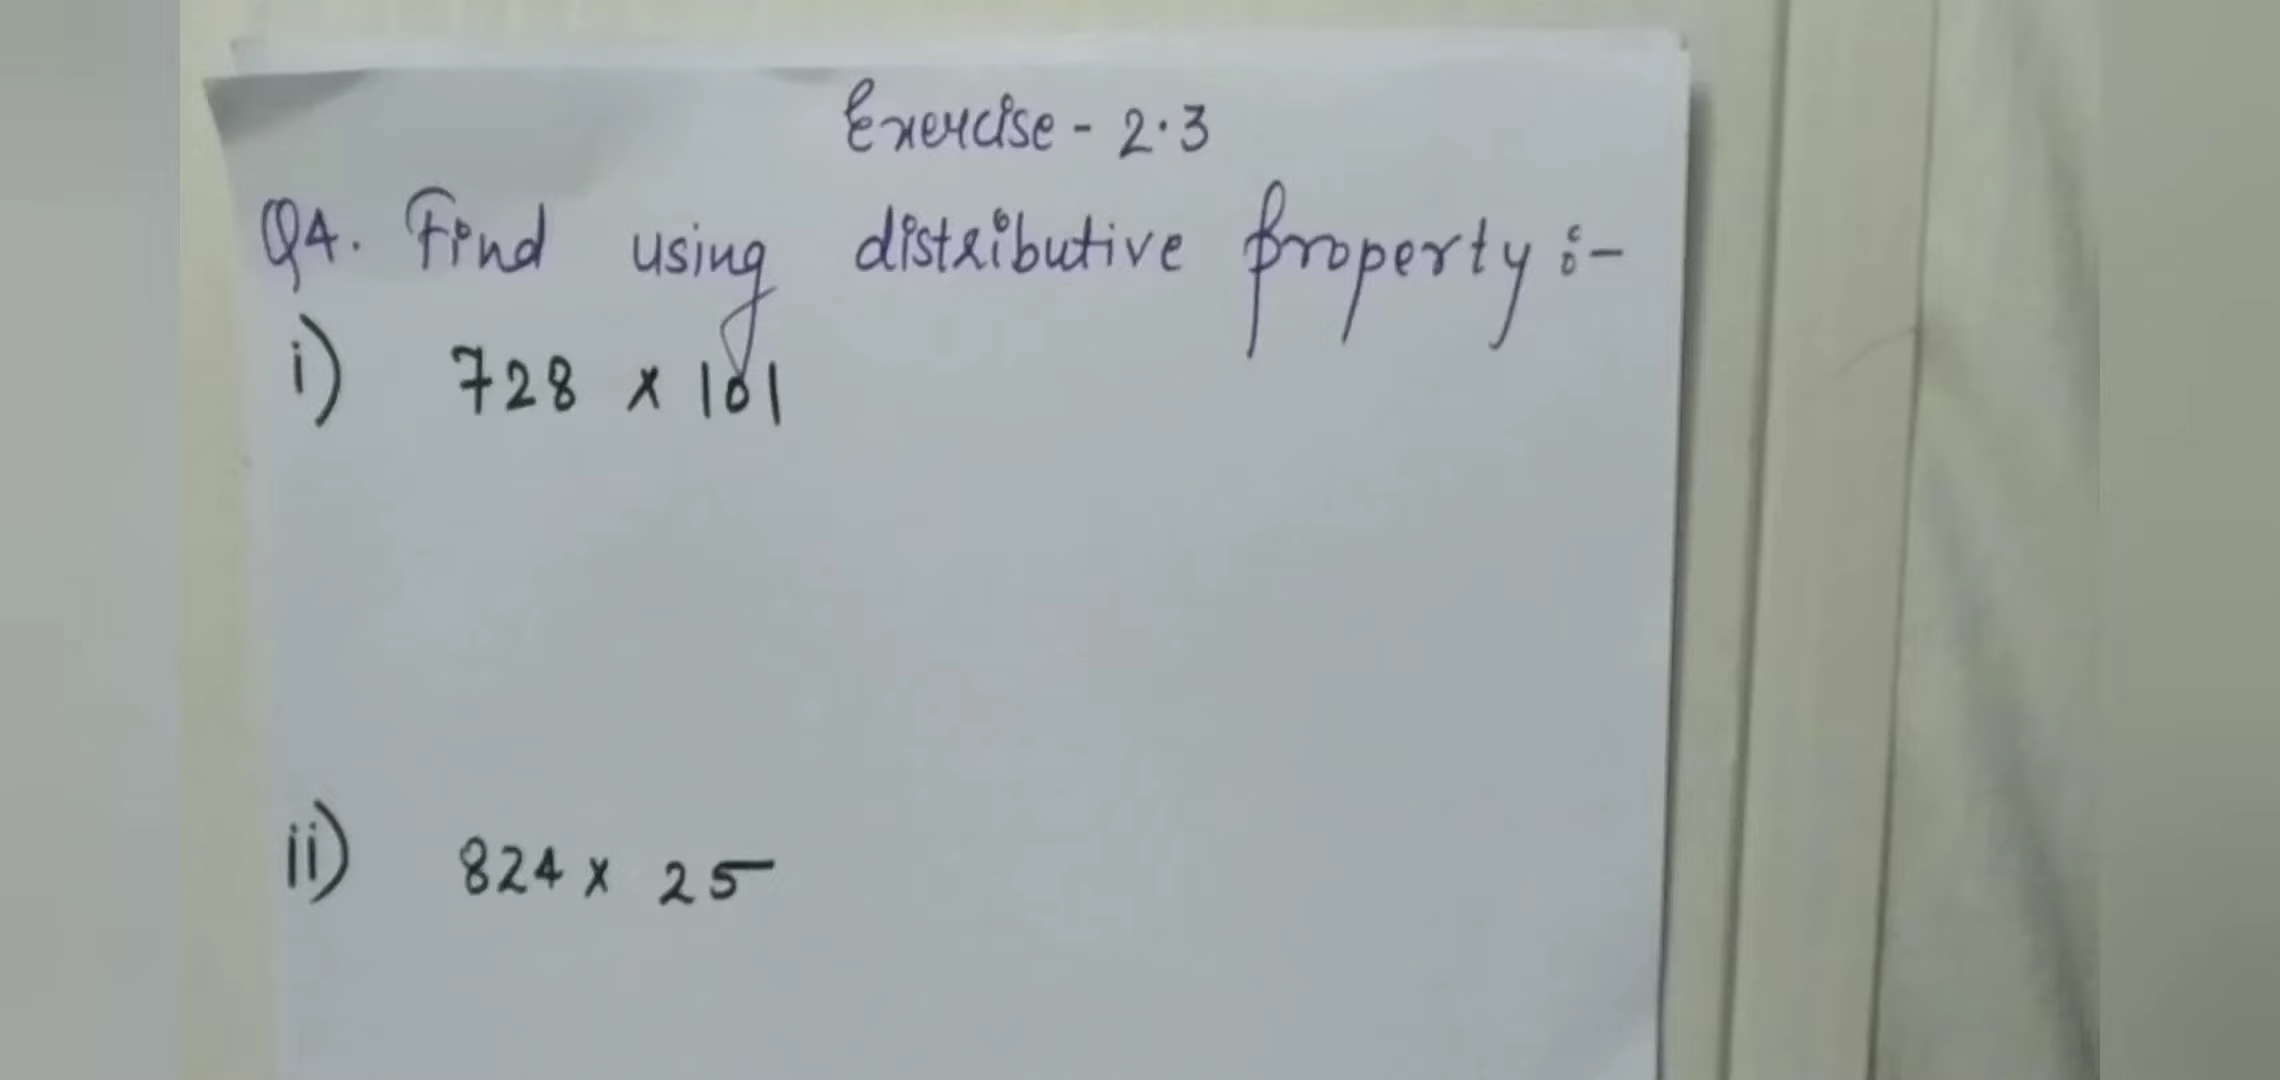 Exercise - 2.3
Q4. Find using distributive property :-
i) 728 x 101
ii) 824 x 25